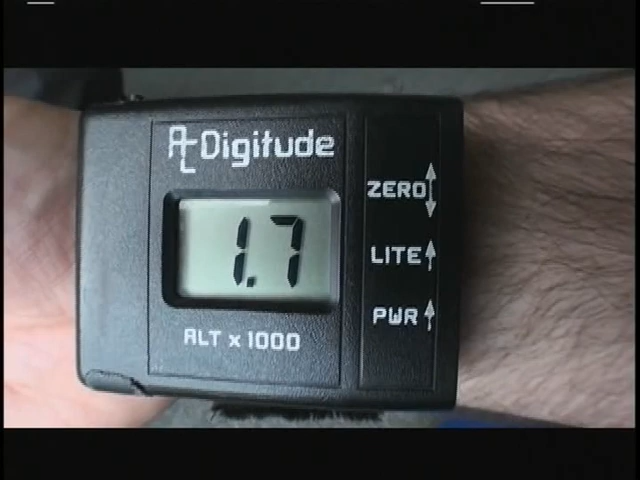 AL Digitude
1.7
ALT x 1000
ZERO
LITE
PWR